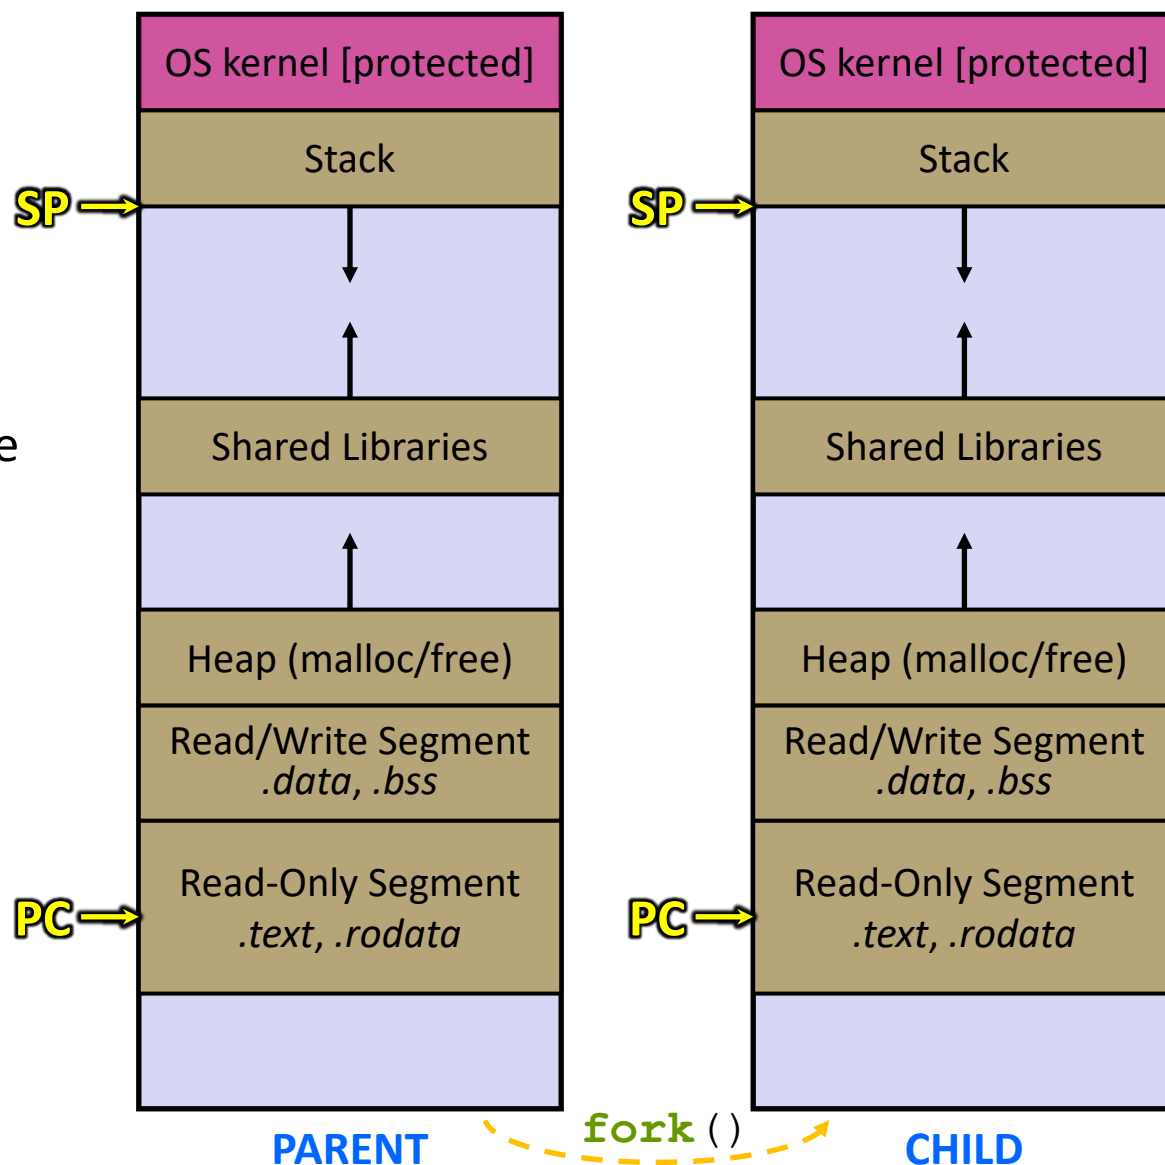 OS kernel [protected]
Stack
SP
Shared Libraries
e
Heap (malloc/free)
Read/Write Segment
.data, .bss
Read-Only Segment
.text, .rodata
PC
PARENT
fork()
OS kernel [protected]
Stack
SP
Shared Libraries
Heap (malloc/free)
Read/Write Segment
.data, .bss
Read-Only Segment
.text, .rodata
PC
CHILD